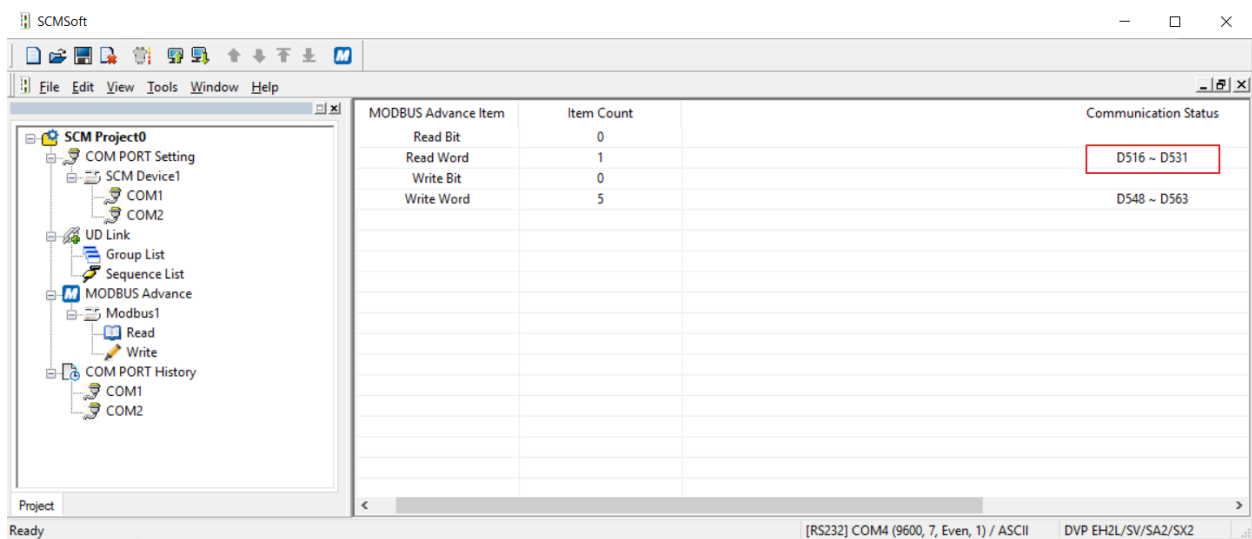 SCMSoft
File Edit View Tools Window Help
SCM Project0
COM PORT Setting
SCM Device1
COM1
COM2
UD Link
Group List
Sequence List
MODBUS Advance
Modbus1
Read
Write
COM PORT History
COM1
COM2
Project
MODBUS Advance Item Item Count Communication Status
Read Bit 0
Read Word 1 D516 ~ D531
Write Bit 0
Write Word 5 D548 ~ D563
Ready [RS232] COM4 (9600, 7, Even, 1) / ASCII DVP EH2L/SV/SA2/SX2